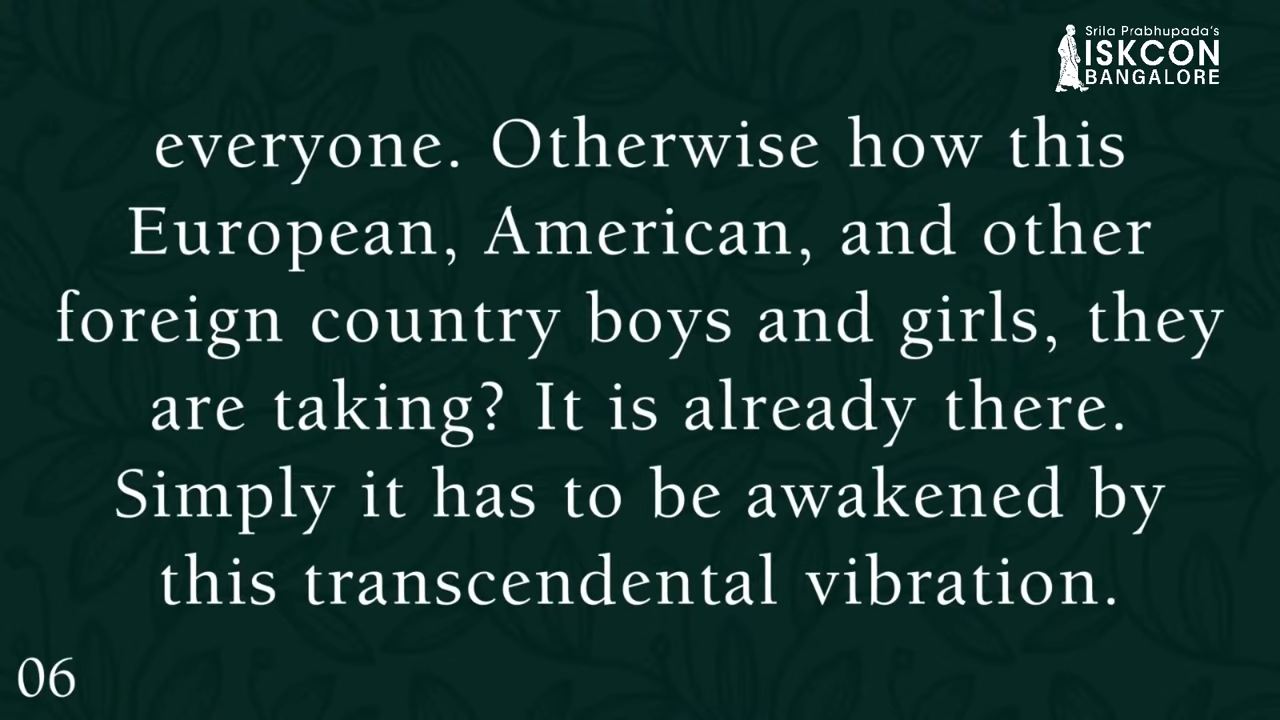 Srila Prabhupada's
ISKCON
BANGALORE
everyone. Otherwise how this
European, American, and other
foreign country boys and girls, they
are taking? It is already there.
Simply it has to be awakened by
this transcendental vibration.
06